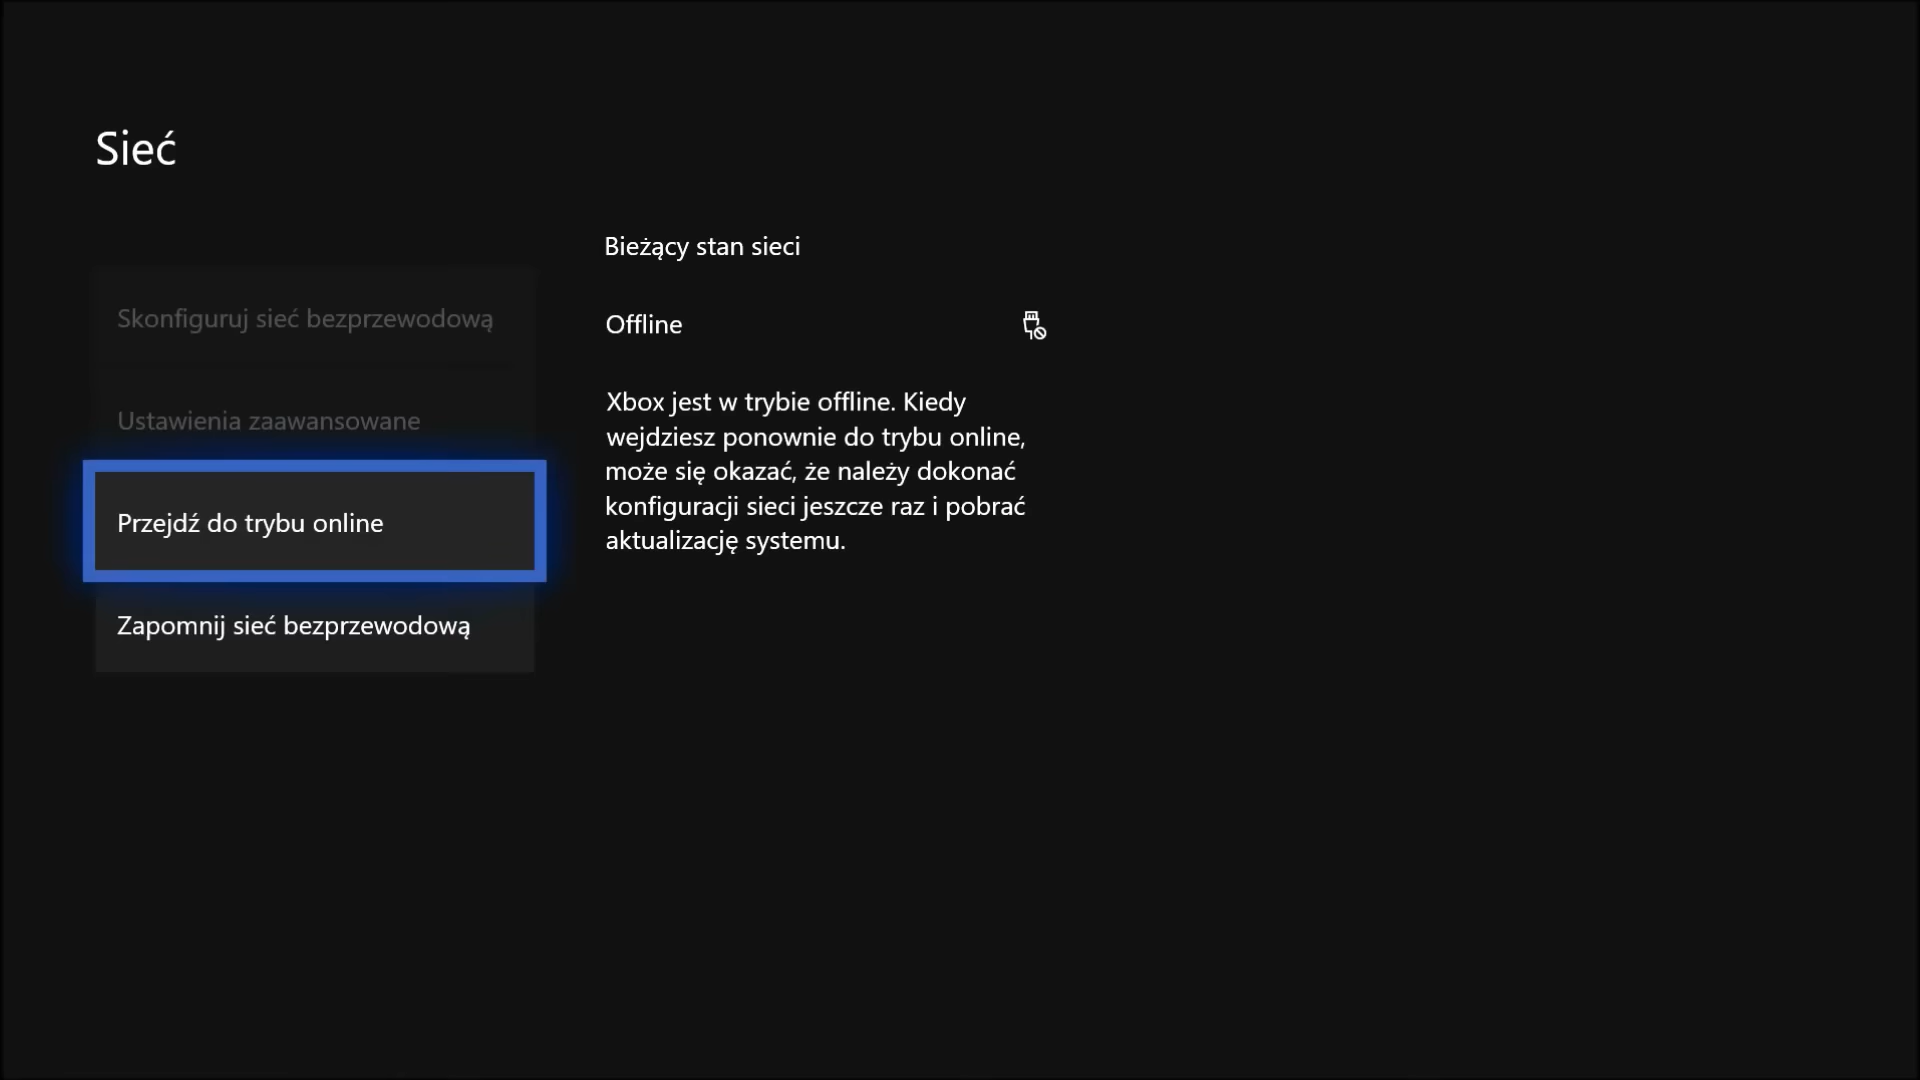 Sieć
Skonfiguruj sieć bezprzewodową
Ustawienia zaawansowane
Przejdź do trybu online
Zapomnij sieć bezprzewodową
Bieżący stan sieci
Offline
Xbox jest w trybie offline. Kiedy
wejdziesz ponownie do trybu online,
może się okazać, że należy dokonać
konfiguracji sieci jeszcze raz i pobrać
aktualizację systemu.